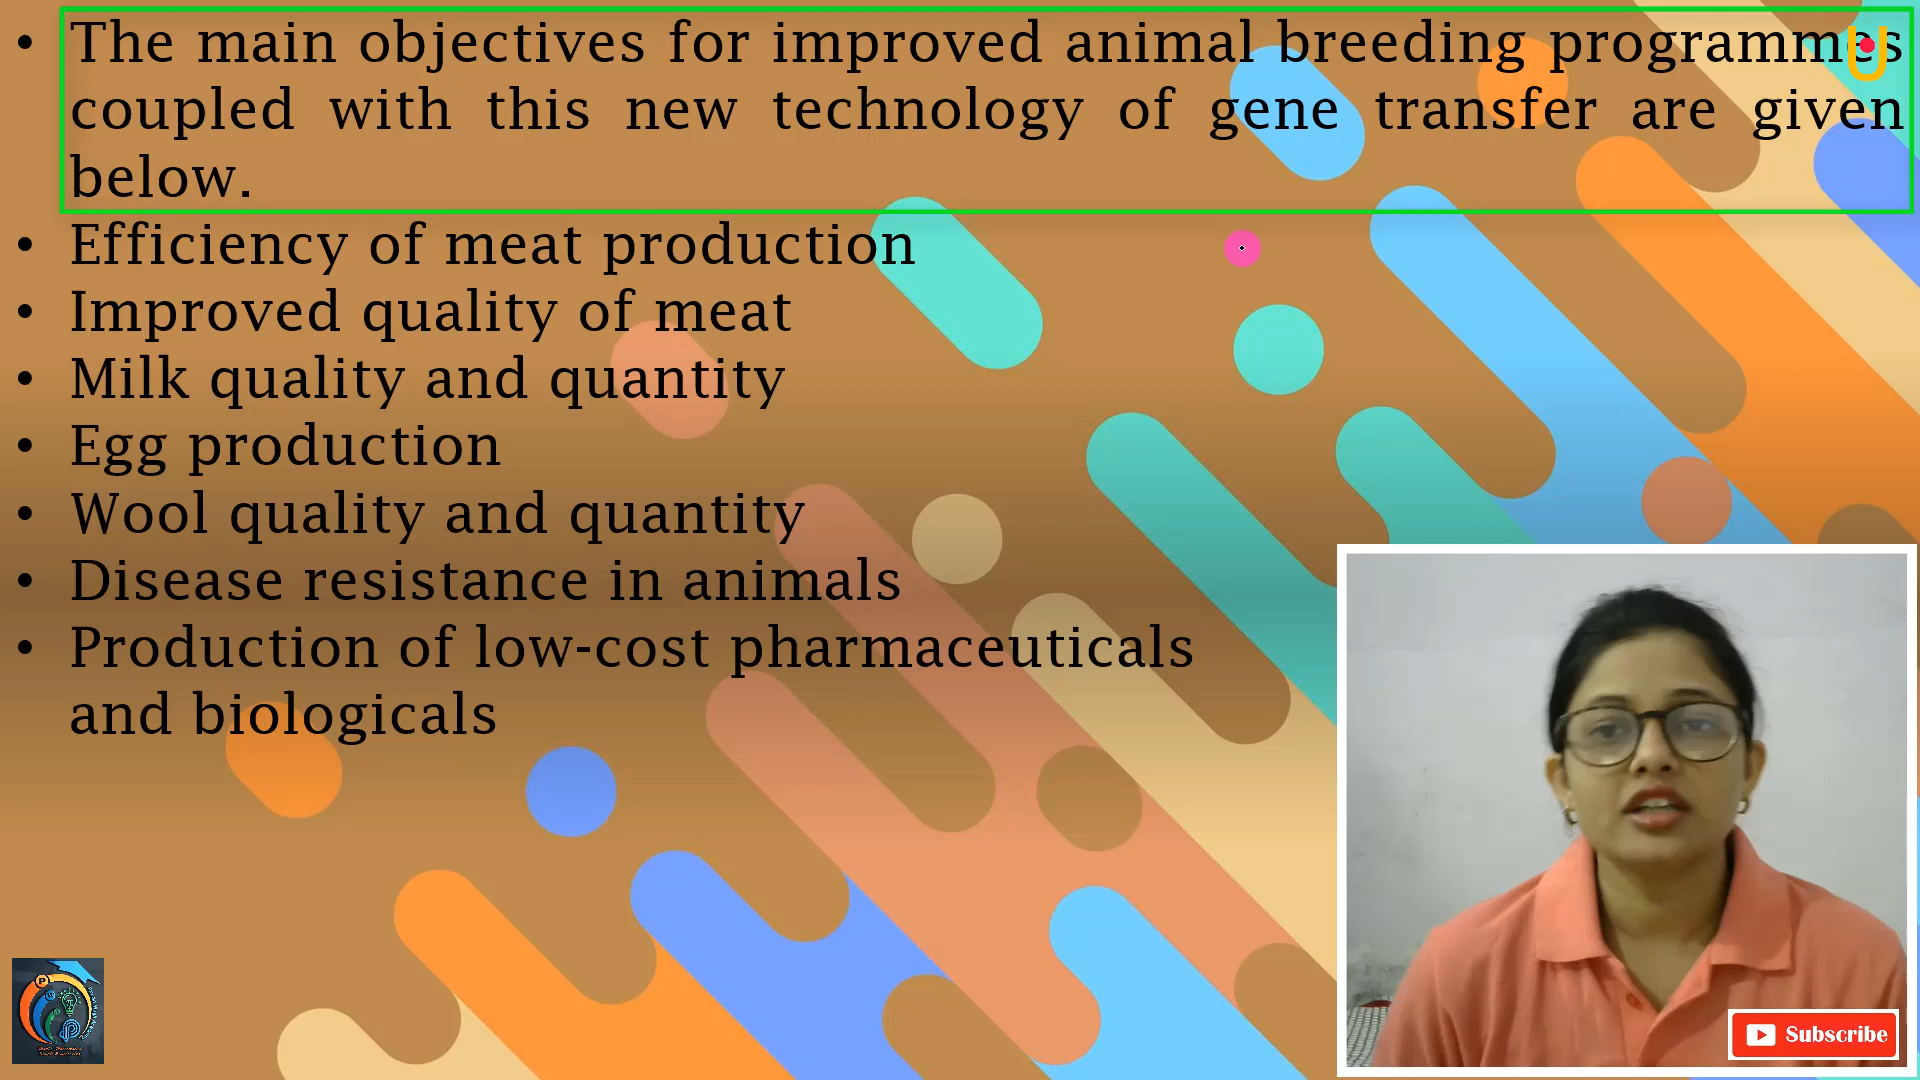 • The main objectives for improved animal breeding programmes
coupled with this new technology of gene transfer are given
below.
• Efficiency of meat production
• Improved quality of meat
• Milk quality and quantity
• Egg production
• Wool quality and quantity
• Disease resistance in animals
• Production of low-cost pharmaceuticals
and biologicals
Subscribe